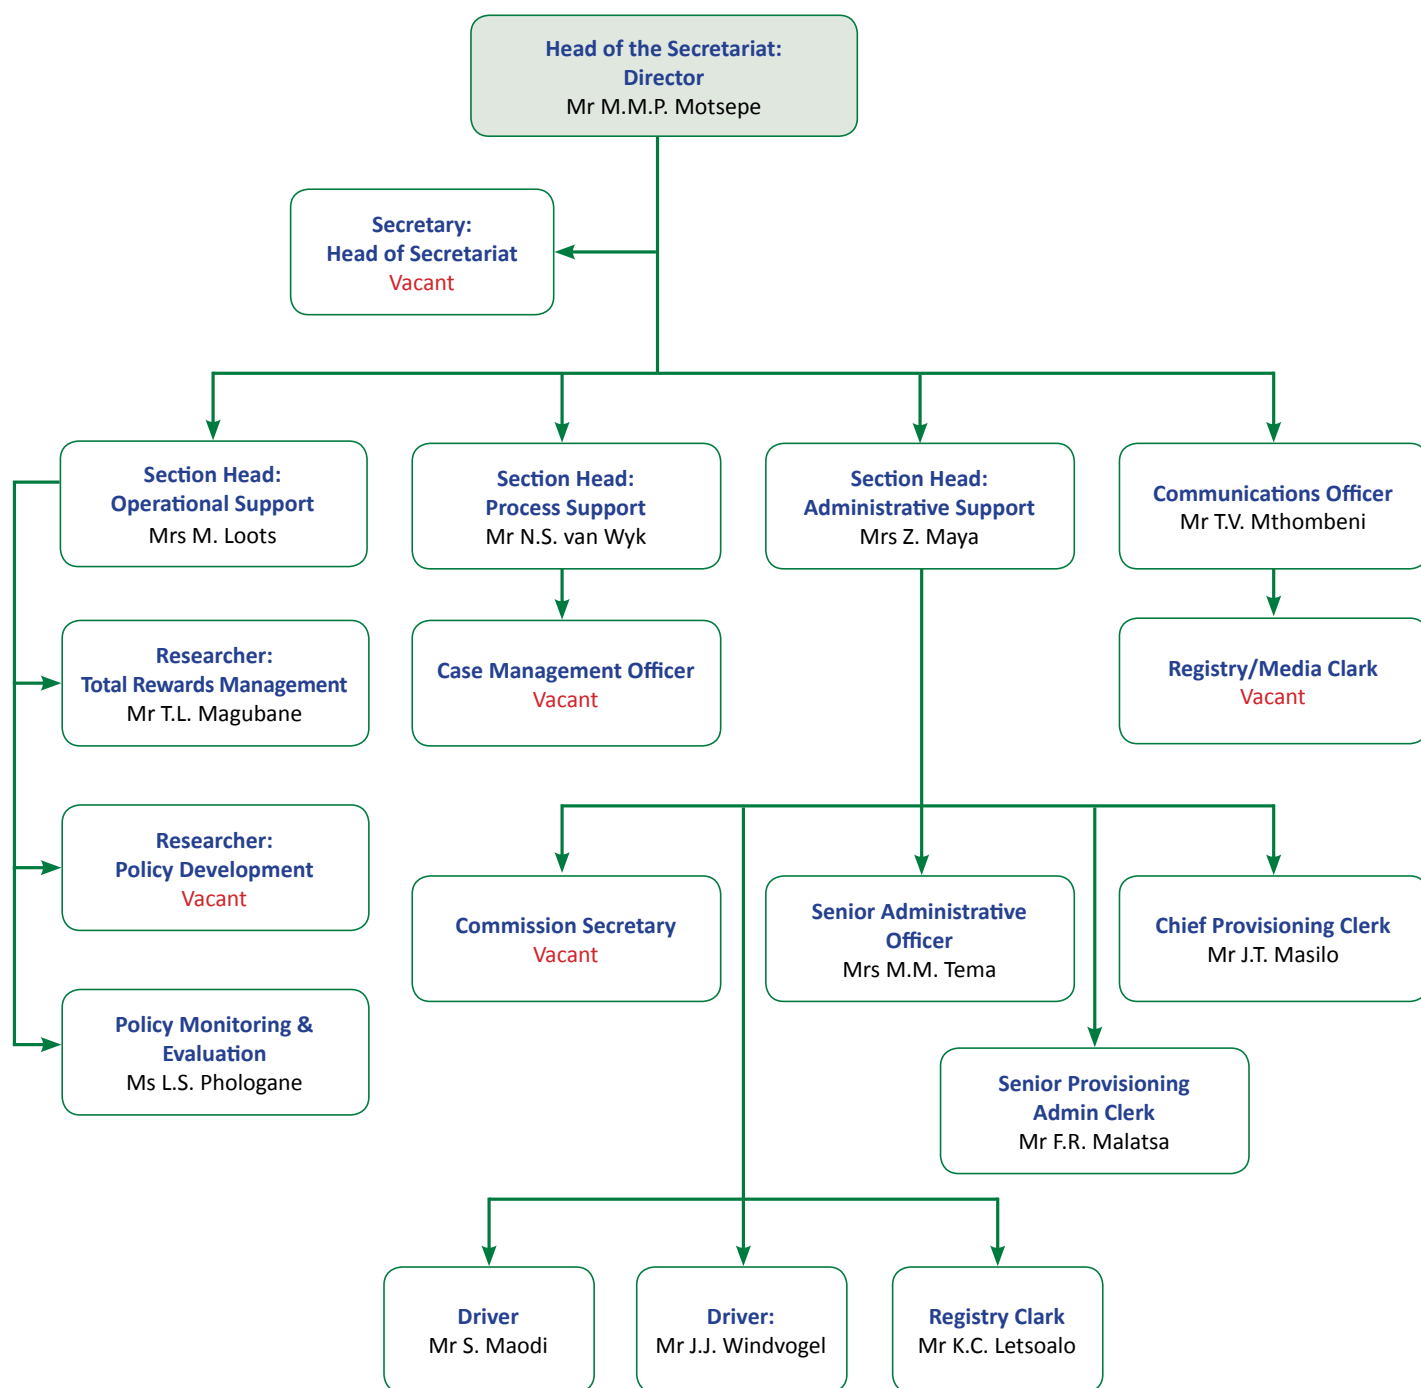 Head of the Secretariat:
Director
Mr M.M.P. Motsepe
Secretary:
Head of Secretariat
Vacant
Section Head:
Operational Support
Mrs M. Loots
Section Head:
Process Support
Mr N.S. van Wyk
Section Head:
Administrative Support
Mrs Z. Maya
Communications Officer
Mr T.V. Mthombeni
Researcher:
Total Rewards Management
Mr T.L. Magubane
Case Management Officer
Vacant
Registry/Media Clark
Vacant
Researcher:
Policy Development
Vacant
Commission Secretary
Vacant
Senior Administrative
Officer
Mrs M.M. Tema
Chief Provisioning Clerk
Mr J.T. Masilo
Policy Monitoring &
Evaluation
Ms L.S. Phologane
Senior Provisioning
Admin Clerk
Mr F.R. Malatsa
Driver
Mr S. Maodi
Driver:
Mr J.J. Windvogel
Registry Clark
Mr K.C. Letsoalo